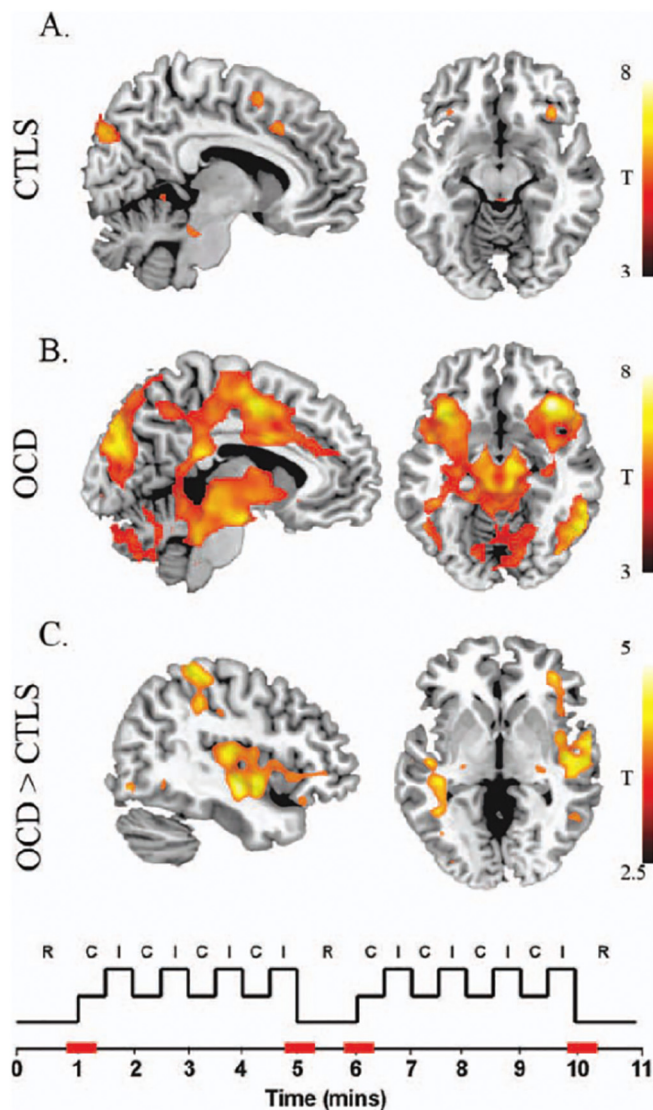 A.
CTLS
8
T
3
B.
OCD
8
T
3
C.
OCD > CTLS
5
T
2.5
R C I C I C I C I R C I C I C I C I R
0 1 2 3 4 5 6 7 8 9 10 11
Time (mins)